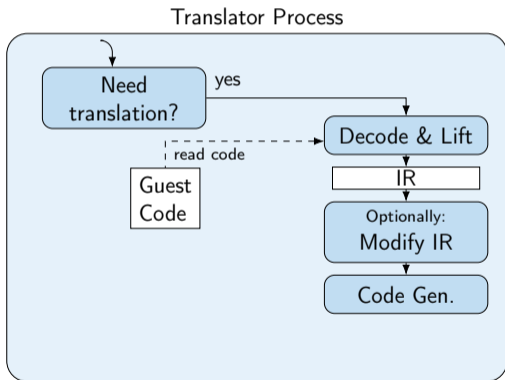 Translator Process
Need
translation?
yes
Decode & Lift
read code
Guest
Code
IR
Optionally:
Modify IR
Code Gen.